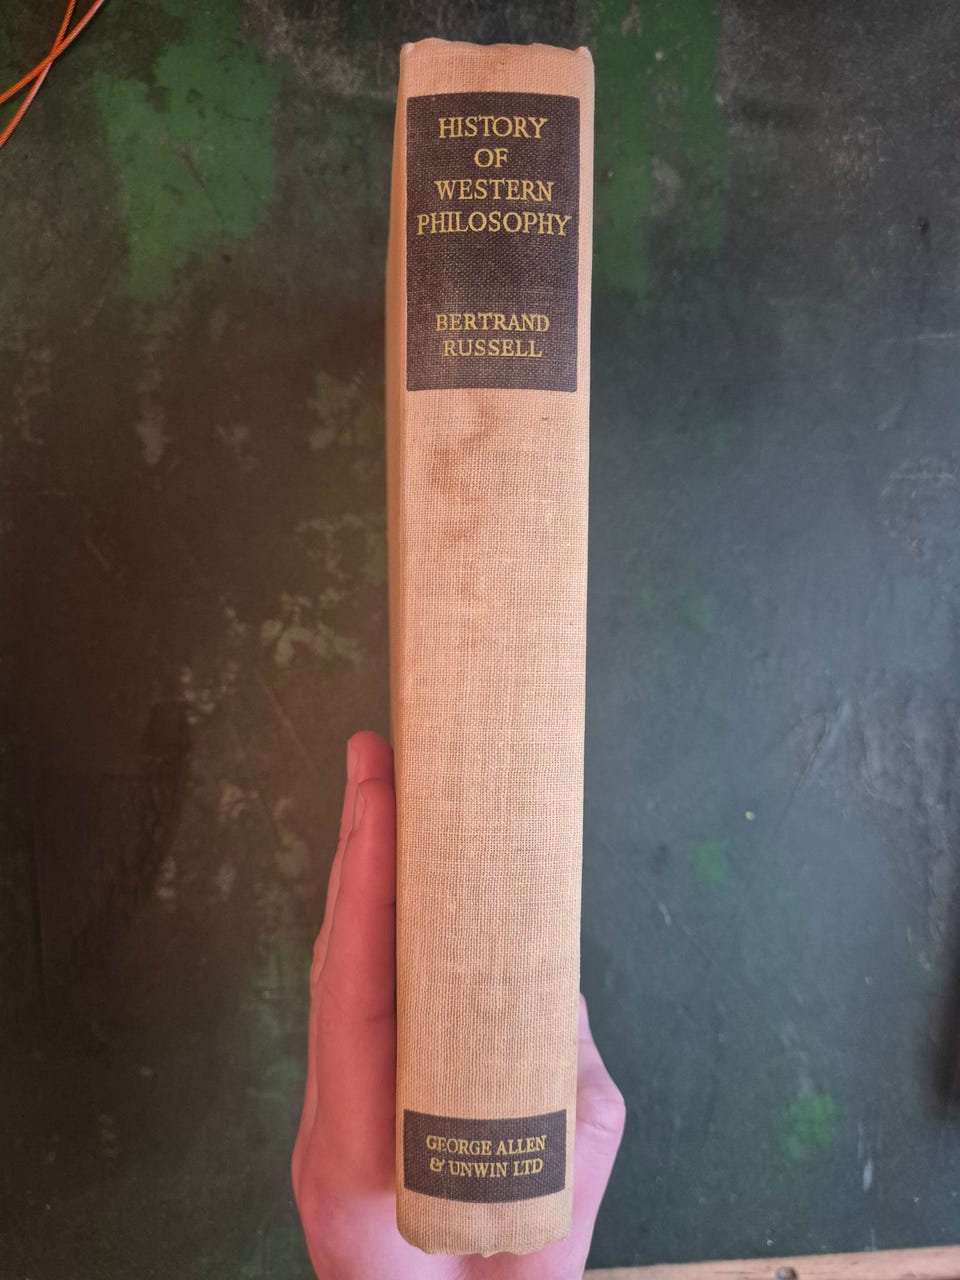 HISTORY
OF
WESTERN
PHILOSOPHY
BERTRAND
RUSSELL
GEORGE ALLEN
& UNWIN LTD